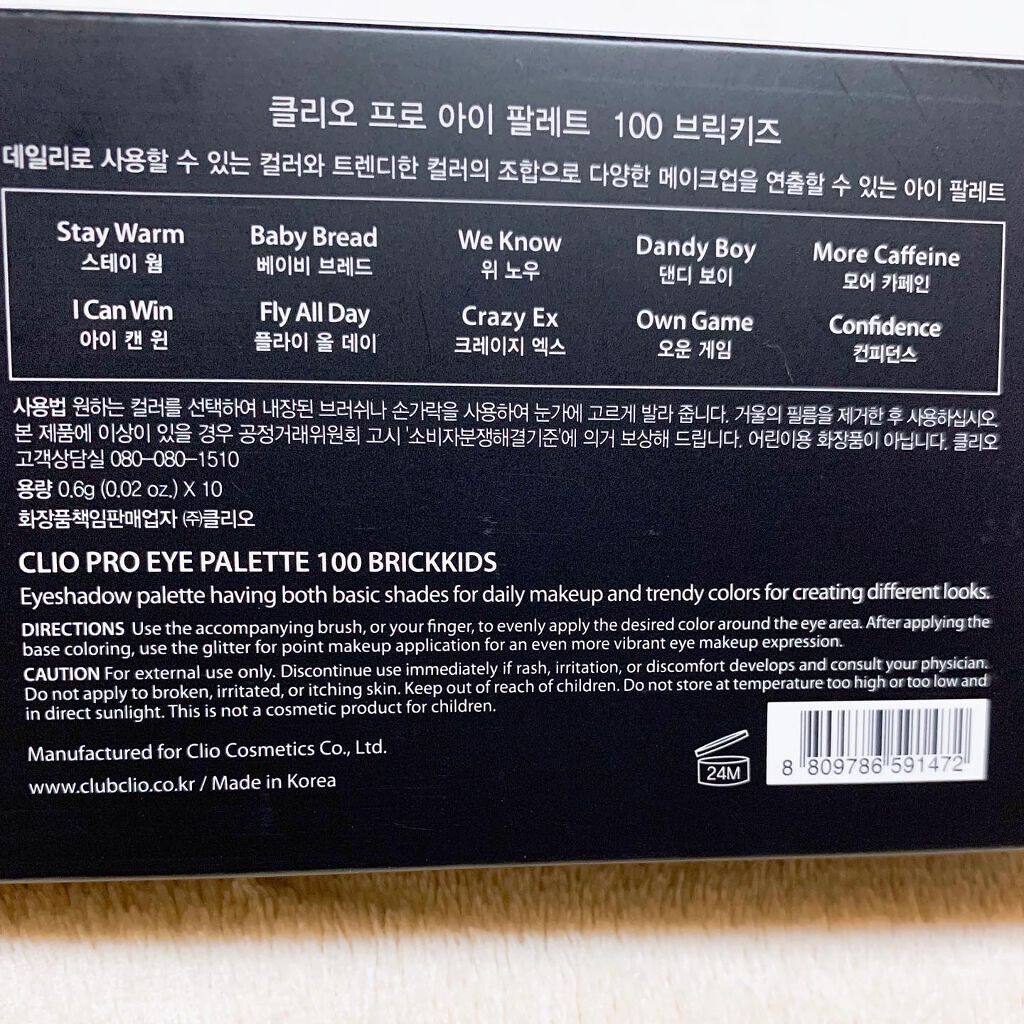 클리오 프로 아이 팔레트 100 브릭키즈
데일리로 사용할 수 있는 컬러와 트렌디한 컬러의 조합으로 다양한 메이크업을 연출할 수 있는 아이 팔레트
Stay Warm Baby Bread We Know Dandy Boy More Caffeine
스테이 웜 베이비 브레드 위 노우 댄디 보이 모어 카페인
I Can Win Fly All Day Crazy Ex Own Game Confidence
아이 캔 윈 플라이 올 데이 크레이지 엑스 오운 게임 컨피던스
사용법 원하는 컬러를 선택하여 내장된 브러쉬나 손가락을 사용하여 눈가에 고르게 발라 줍니다. 거울의 필름을 제거한 후 사용하십시오.
본 제품에 이상이 있을 경우 공정거래위원회 고시 '소비자분쟁해결기준'에 의거 보상해 드립니다. 어린이용 화장품이 아닙니다. 클리오
고객상담실 080-080-1510
용량 0.6g (0.02 oz.) X 10
화장품책임판매업자 ㈜클리오
CLIO PRO EYE PALETTE 100 BRICKKIDS
Eyeshadow palette having both basic shades for daily makeup and trendy colors for creating different looks.
DIRECTIONS Use the accompanying brush, or your finger, to evenly apply the desired color around the eye area. After applying the
base coloring, use the glitter for point makeup application for an even more vibrant eye makeup expression.
CAUTION For external use only. Discontinue use immediately if rash, irritation, or discomfort develops and consult your physician.
Do not apply to broken, irritated, or itching skin. Keep out of reach of children. Do not store at temperature too high or too low and
in direct sunlight. This is not a cosmetic product for children.
Manufactured for Clio Cosmetics Co., Ltd.
www.clubclio.co.kr / Made in Korea
24M
8 809786 591472